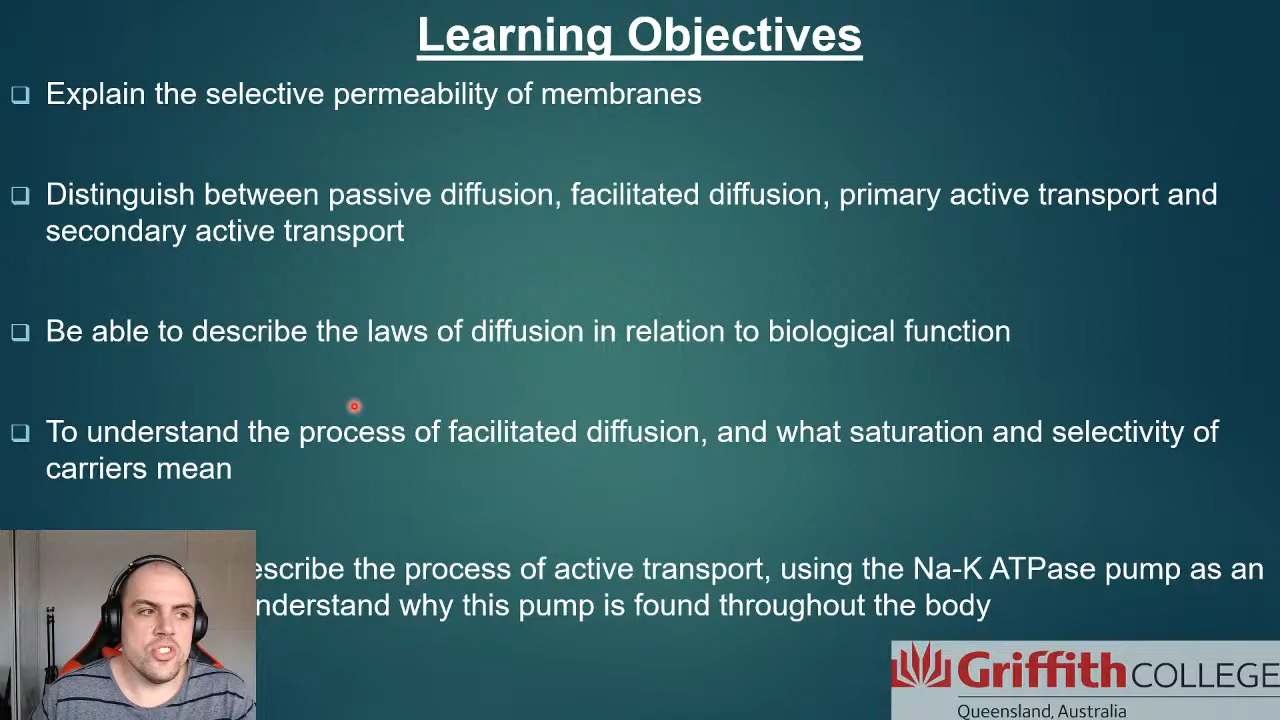 Learning Objectives
Explain the selective permeability of membranes
Distinguish between passive diffusion, facilitated diffusion, primary active transport and
secondary active transport
Be able to describe the laws of diffusion in relation to biological function
To understand the process of facilitated diffusion, and what saturation and selectivity of
carriers mean
escribe the process of active transport, using the Na-K ATPase pump as an
nderstand why this pump is found throughout the body
Griffith COLLEGE
Queensland, Australia